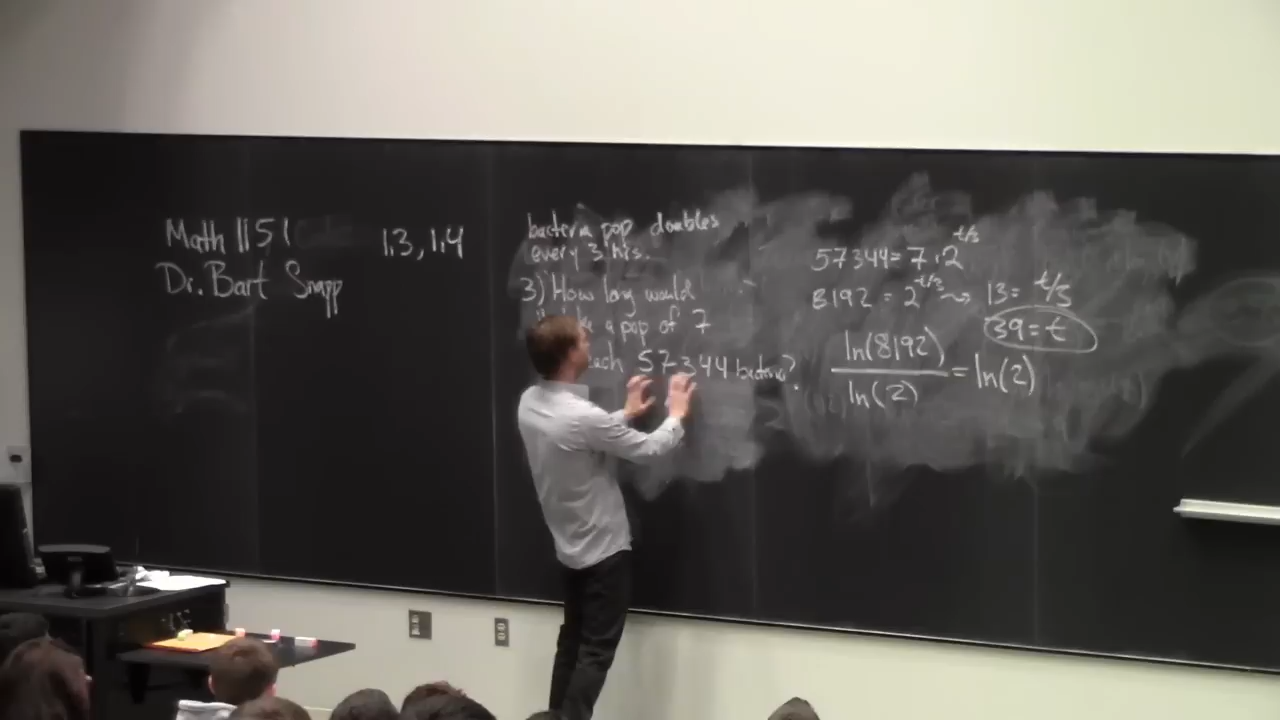 Math 1151
Dr. Bart Snapp
1.3, 1.4
bacteria pop doubles
every 3 hrs.
3) How long would
a pop of 7
57344 bacteria?
57344 = 7·2^{t/3}
8192 = 2^{t/3} ⇝ 13 = t/3
39 = t
ln(8192)/ln(2) = ln(2)